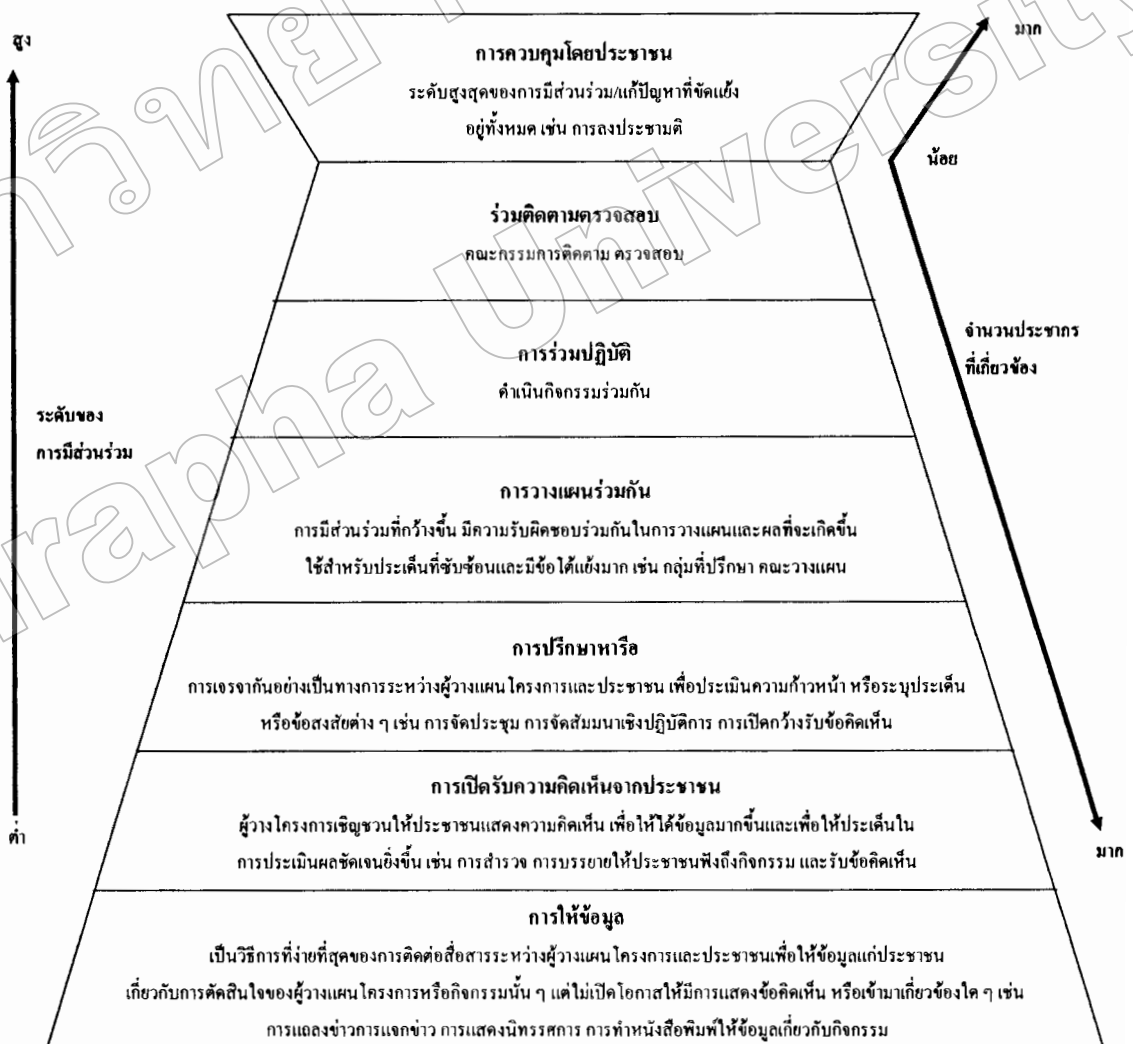 สูง
มาก
การควบคุมโดยประชาชน
ระดับสูงสุดของการมีส่วนร่วม/แก้ปัญหาที่ขัดแย้ง
อยู่ทั้งหมด เช่น การลงประชามติ
น้อย
ร่วมติดตามตรวจสอบ
คณะกรรมการติดตาม ตรวจสอบ
จำนวนประชากร
ที่เกี่ยวข้อง
การร่วมปฏิบัติ
ดำเนินกิจกรรมร่วมกัน
ระดับของ
การมีส่วนร่วม
การวางแผนร่วมกัน
การมีส่วนร่วมที่กว้างขึ้น มีความรับผิดชอบร่วมกันในการวางแผนและผลที่จะเกิดขึ้น
ใช้สำหรับประเด็นที่ซับซ้อนและมีข้อโต้แย้งมาก เช่น กลุ่มที่ปรึกษา คณะวางแผน
การปรึกษาหารือ
การเจรจากันอย่างเป็นทางการระหว่างผู้วางแผนโครงการและประชาชน เพื่อประเมินความก้าวหน้า หรือระบุประเด็น
หรือข้อสงสัยต่าง ๆ เช่น การจัดประชุม การจัดสัมมนาเชิงปฏิบัติการ การเปิดกว้างรับข้อคิดเห็น
การเปิดรับความคิดเห็นจากประชาชน
ผู้วางโครงการเชิญชวนให้ประชาชนแสดงความคิดเห็น เพื่อให้ได้ข้อมูลมากขึ้นและเพื่อให้ประเด็นใน
การประเมินผลชัดเจนยิ่งขึ้น เช่น การสำรวจ การบรรยายให้ประชาชนฟังถึงกิจกรรม และรับข้อคิดเห็น
ต่ำ
มาก
การให้ข้อมูล
เป็นวิธีการที่ง่ายที่สุดของการติดต่อสื่อสารระหว่างผู้วางแผนโครงการและประชาชนเพื่อให้ข้อมูลแก่ประชาชน
เกี่ยวกับการตัดสินใจของผู้วางแผนโครงการหรือกิจกรรมนั้น ๆ แต่ไม่เปิดโอกาสให้มีการแสดงข้อคิดเห็น หรือเข้ามาเกี่ยวข้องใด ๆ เช่น
การแถลงข่าวการแจกข่าว การแสดงนิทรรศการ การทำหนังสือพิมพ์ให้ข้อมูลเกี่ยวกับกิจกรรม
University